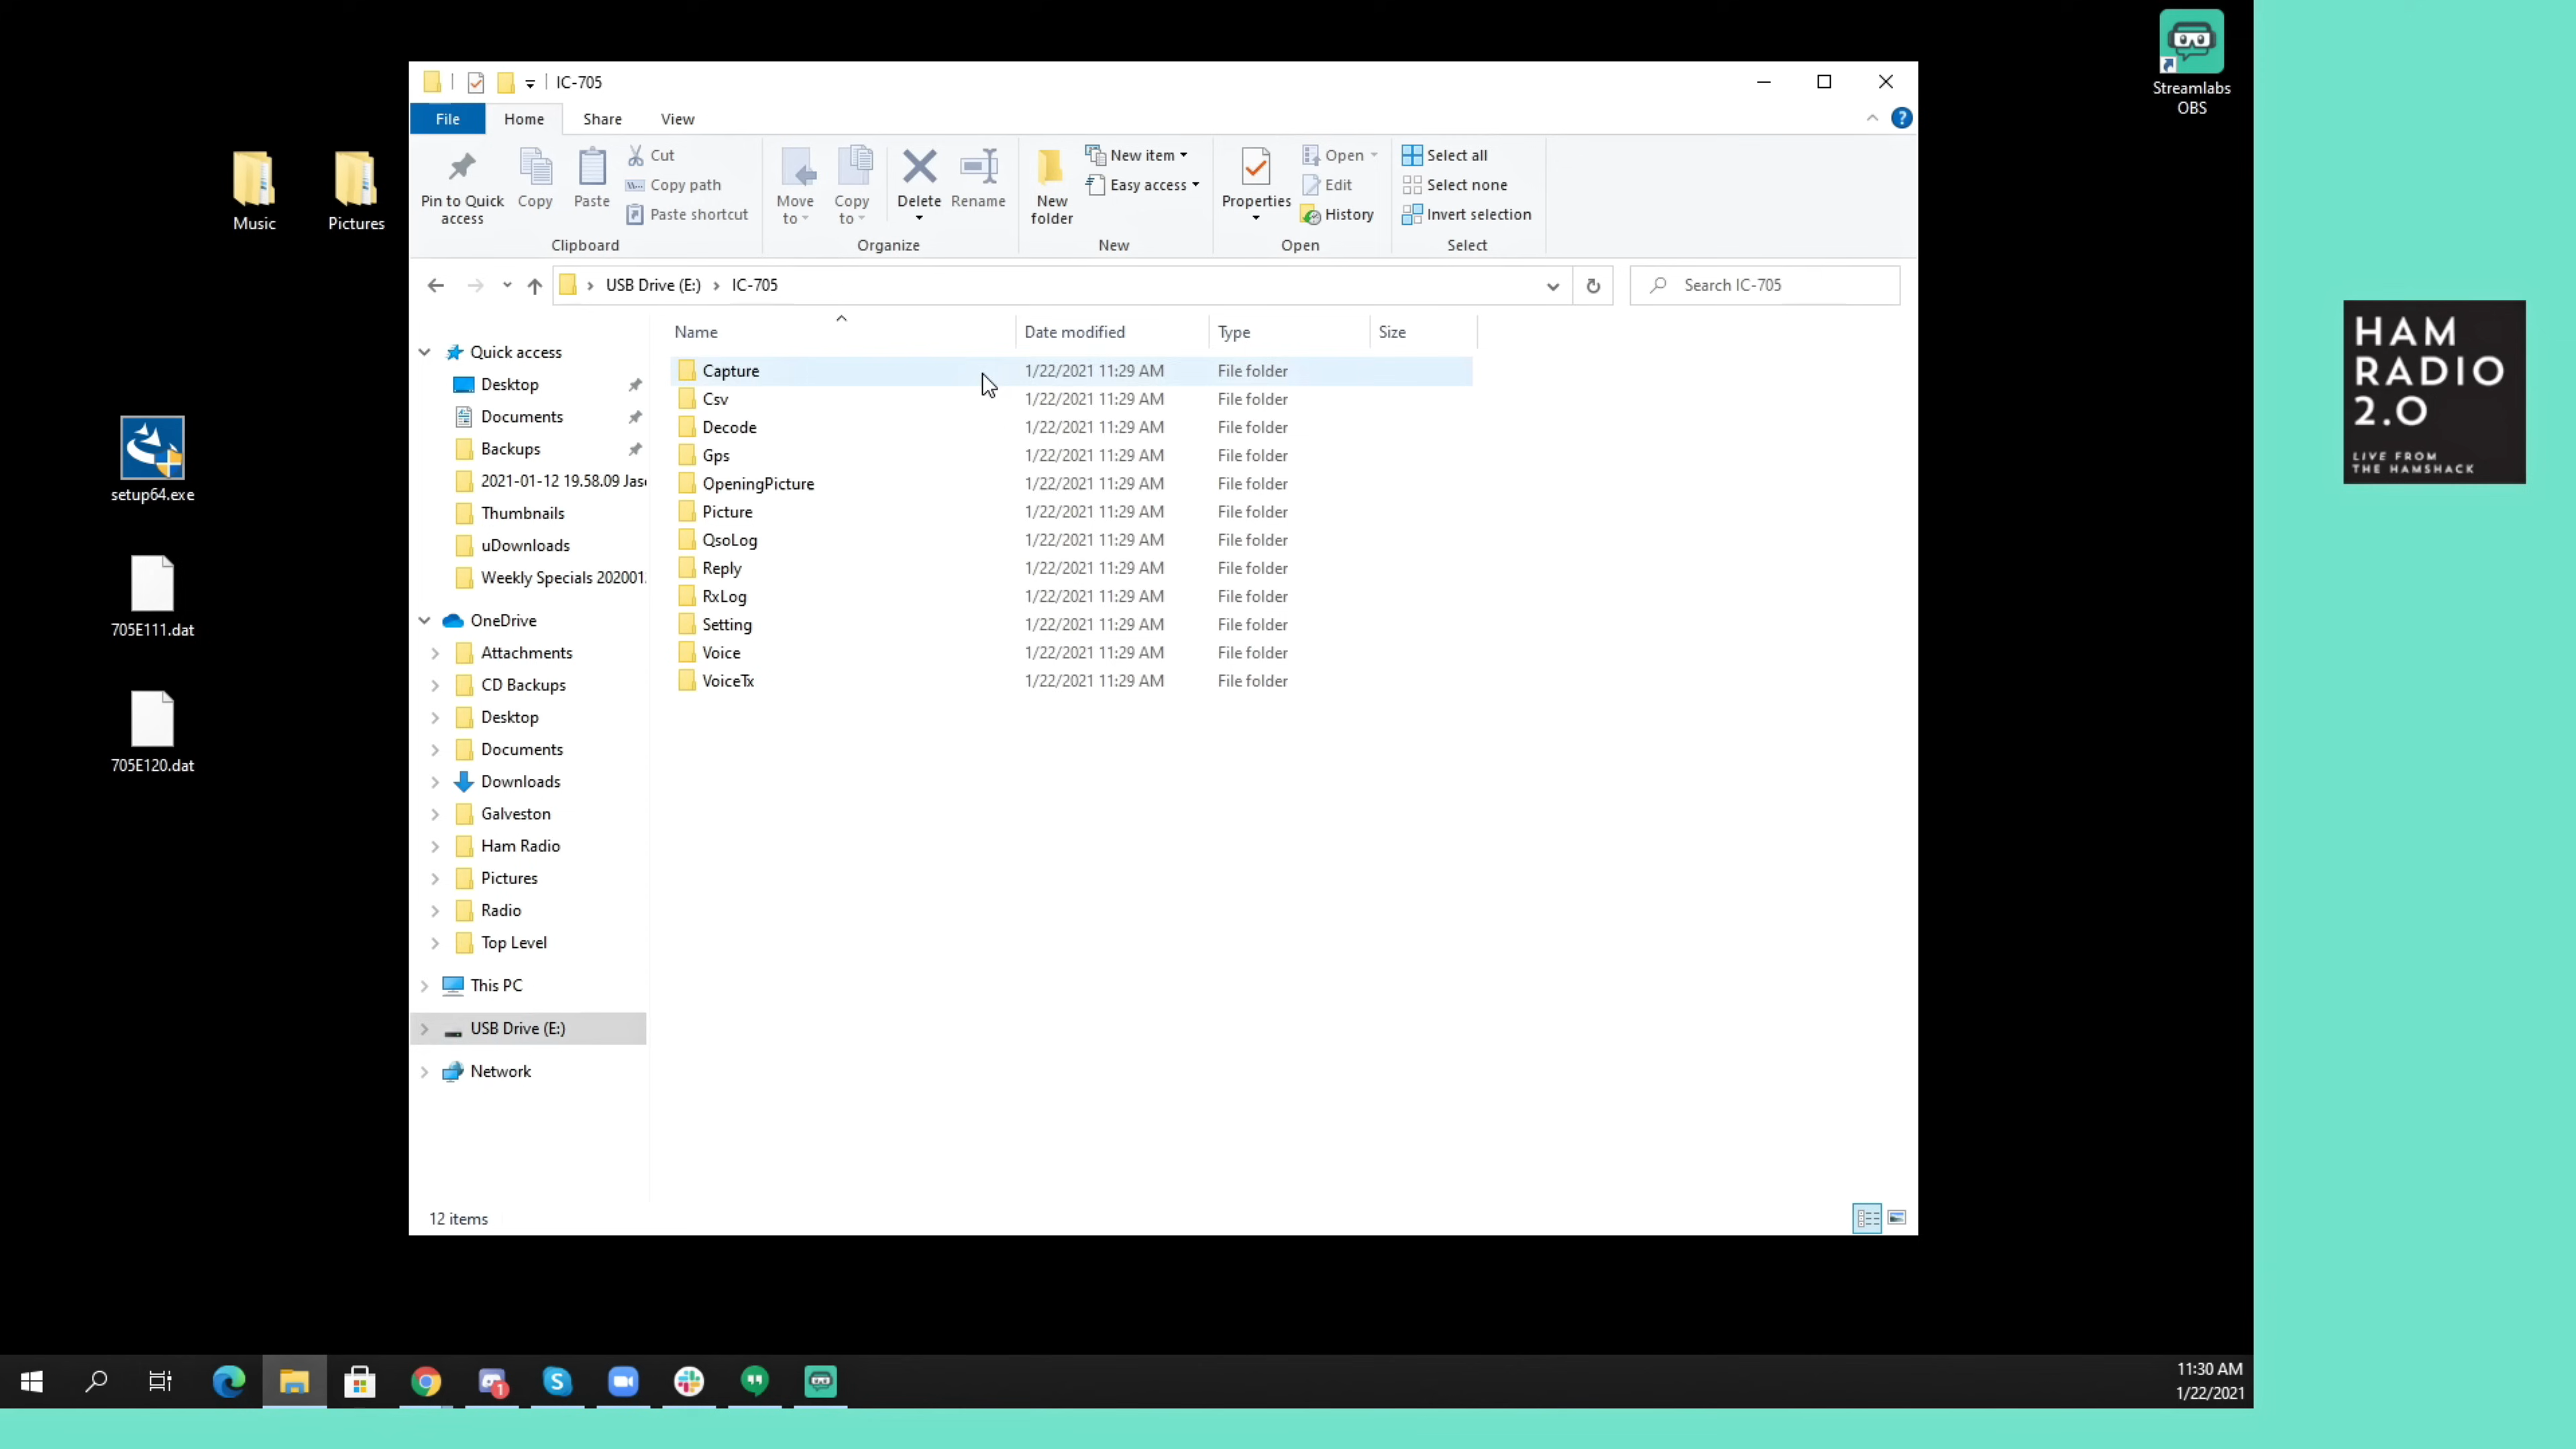 IC-705
File
Home
Share
View
Pin to Quick access
Copy
Paste
Cut
Copy path
Paste shortcut
Clipboard
Move to
Copy to
Delete
Rename
Organize
New folder
New item
Easy access
New
Properties
Open
Edit
History
Open
Select all
Select none
Invert selection
Select
USB Drive (E:)
IC-705
Search IC-705
Name
Date modified
Type
Size
Capture 1/22/2021 11:29 AM File folder
Csv 1/22/2021 11:29 AM File folder
Decode 1/22/2021 11:29 AM File folder
Gps 1/22/2021 11:29 AM File folder
OpeningPicture 1/22/2021 11:29 AM File folder
Picture 1/22/2021 11:29 AM File folder
QsoLog 1/22/2021 11:29 AM File folder
Reply 1/22/2021 11:29 AM File folder
RxLog 1/22/2021 11:29 AM File folder
Setting 1/22/2021 11:29 AM File folder
Voice 1/22/2021 11:29 AM File folder
VoiceTx 1/22/2021 11:29 AM File folder
Quick access
Desktop
Documents
Backups
2021-01-12 19.58.09 Jas
Thumbnails
uDownloads
Weekly Specials 202001
OneDrive
Attachments
CD Backups
Desktop
Documents
Downloads
Galveston
Ham Radio
Pictures
Radio
Top Level
This PC
USB Drive (E:)
Network
12 items
Music
Pictures
setup64.exe
705E111.dat
705E120.dat
Streamlabs
OBS
HAM
RADIO
2.0
LIVE FROM
THE HAMSHACK
1
11:30 AM
1/22/2021